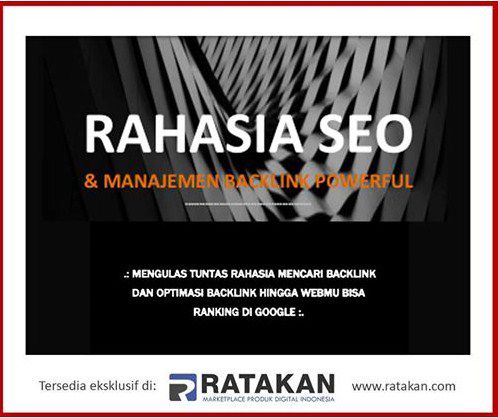 RAHASIA SEO
& MANAJEMEN BACKLINK POWERFUL
.: MENGULAS TUNTAS RAHASIA MENCARI BACKLINK
DAN OPTIMASI BACKLINK HINGGA WEBMU BISA
RANKING DI GOOGLE :.
Tersedia eksklusif di: RATAKAN www.ratakan.com
MARKETPLACE PRODUK DIGITAL INDONESIA